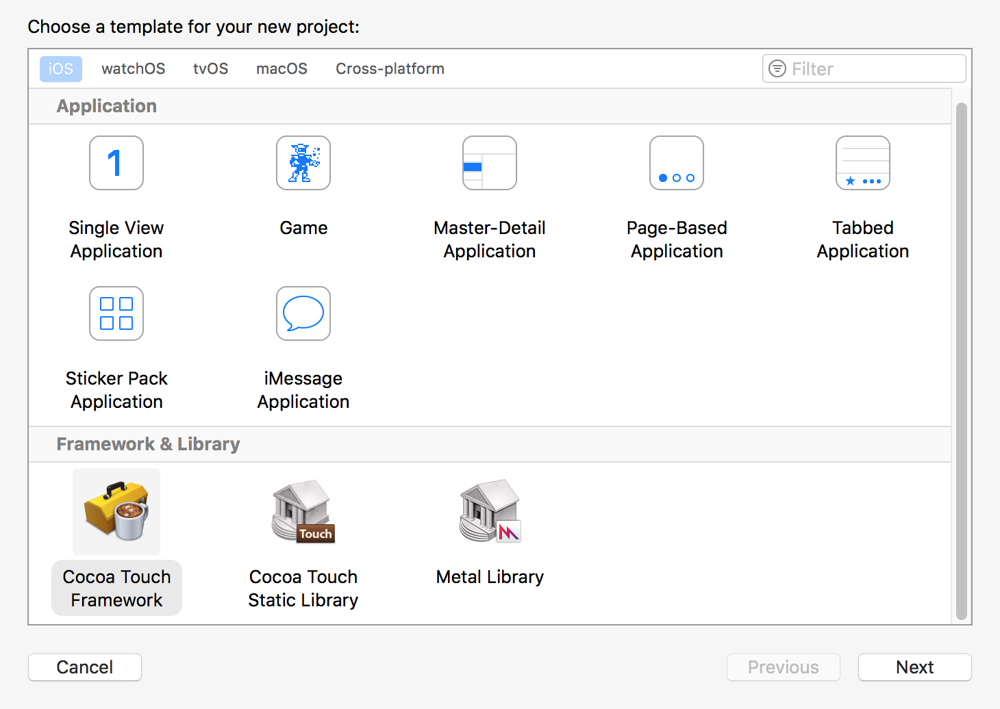 Choose a template for your new project:
iOS watchOS tvOS macOS Cross-platform Filter
Application
1
Single View Application
Game
Master-Detail Application
Page-Based Application
Tabbed Application
Sticker Pack Application
iMessage Application
Framework & Library
Touch
Cocoa Touch Framework
Cocoa Touch Static Library
Metal Library
Cancel Previous Next